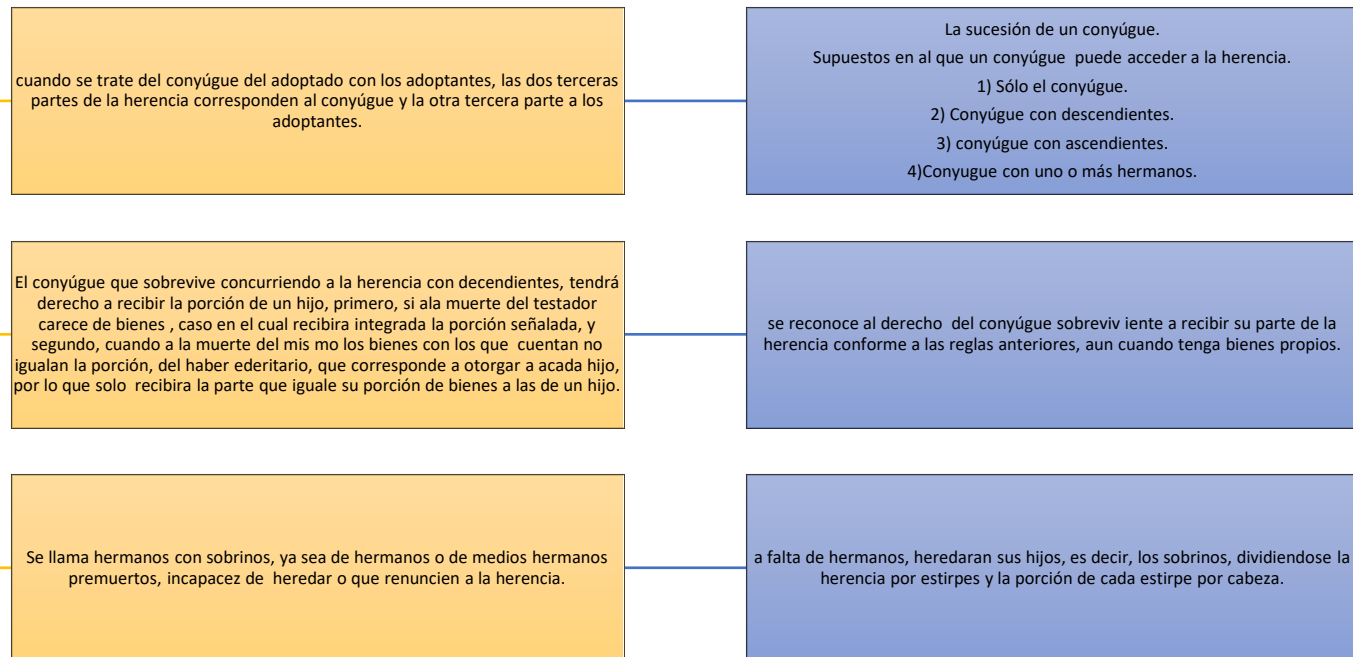 cuando se trate del conyúgue del adoptado con los adoptantes, las dos terceras
partes de la herencia corresponden al conyúgue y la otra tercera parte a los
adoptantes.
La sucesión de un conyúgue.
Supuestos en al que un conyúgue  puede acceder a la herencia.
1) Sólo el conyúgue.
2) Conyúgue con descendientes.
3) conyúgue con ascendientes.
4)Conyugue con uno o más hermanos.
El conyúgue que sobrevive concurriendo a la herencia con decendientes, tendrá
derecho a recibir la porción de un hijo, primero, si ala muerte del testador
carece de bienes , caso en el cual recibira integrada la porción señalada, y
segundo, cuando a la muerte del mis mo los bienes con los que  cuentan no
igualan la porción, del haber ederitario, que corresponde a otorgar a acada hijo,
por lo que solo  recibira la parte que iguale su porción de bienes a las de un hijo.
se reconoce al derecho  del conyúgue sobreviv iente a recibir su parte de la
herencia conforme a las reglas anteriores, aun cuando tenga bienes propios.
Se llama hermanos con sobrinos, ya sea de hermanos o de medios hermanos
premuertos, incapacez de  heredar o que renuncien a la herencia.
a falta de hermanos, heredaran sus hijos, es decir, los sobrinos, dividiendose la
herencia por estirpes y la porción de cada estirpe por cabeza.